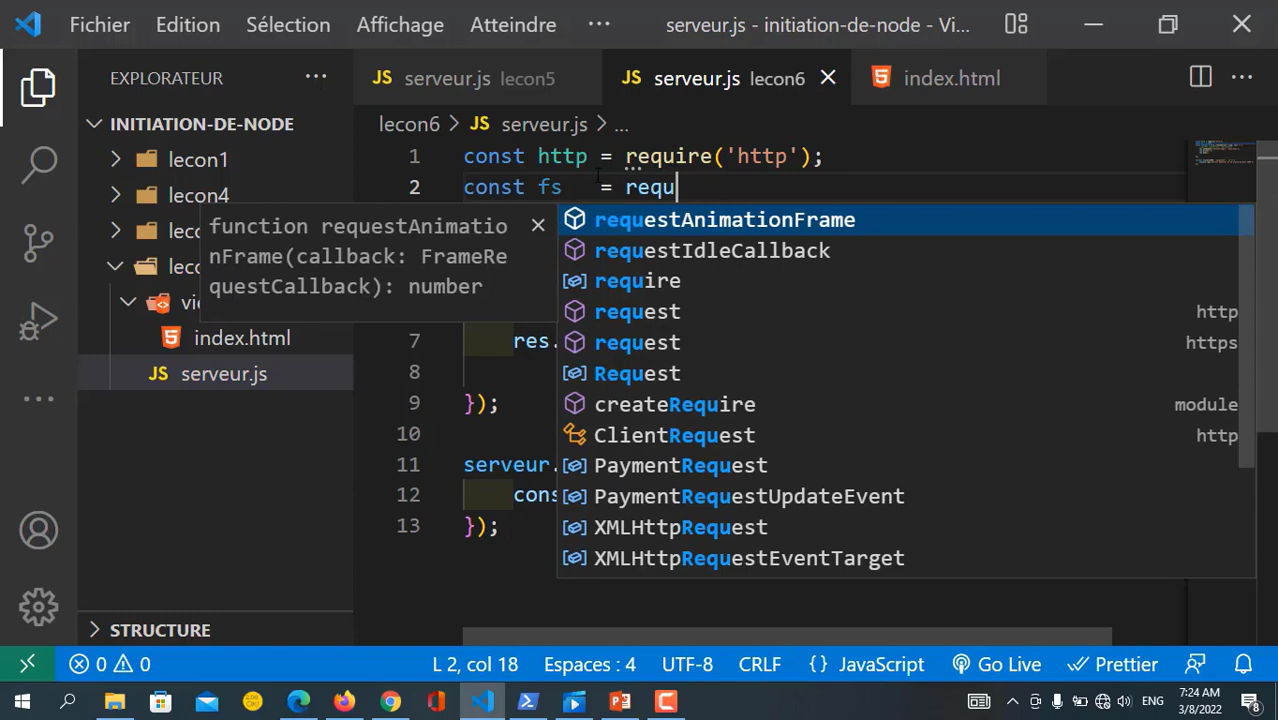 Fichier Edition Sélection Affichage Atteindre ··· serveur.js - initiation-de-node - Vi...
EXPLORATEUR ···
JS serveur.js lecon5 JS serveur.js lecon6 index.html ···
INITIATION-DE-NODE
lecon6 > JS serveur.js > ...
lecon1
lecon4
lec
lec
vie
index.html
JS serveur.js
STRUCTURE
1 const http = require('http');
2 const fs = requ
function requestAnimatio
nFrame(callback: FrameRe
questCallback): number
requestAnimationFrame
requestIdleCallback
require
request http
request https
Request
createRequire module
ClientRequest http
PaymentRequest
PaymentRequestUpdateEvent
XMLHttpRequest
XMLHttpRequestEventTarget
7 res.
8
9 });
10
11 serveur.
12 cons
13 });
0 0 L 2, col 18 Espaces : 4 UTF-8 CRLF {} JavaScript Go Live Prettier
ENG 7:24 AM
3/8/2022 8